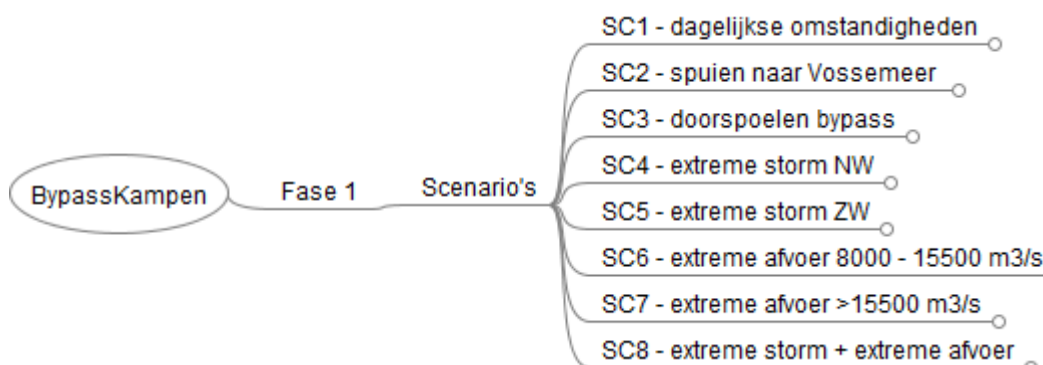 BypassKampen
Fase 1
Scenario's
SC1 - dagelijkse omstandigheden
SC2 - spuien naar Vossemeer
SC3 - doorspoelen bypass
SC4 - extreme storm NW
SC5 - extreme storm ZW
SC6 - extreme afvoer 8000 - 15500 m3/s
SC7 - extreme afvoer >15500 m3/s
SC8 - extreme storm + extreme afvoer